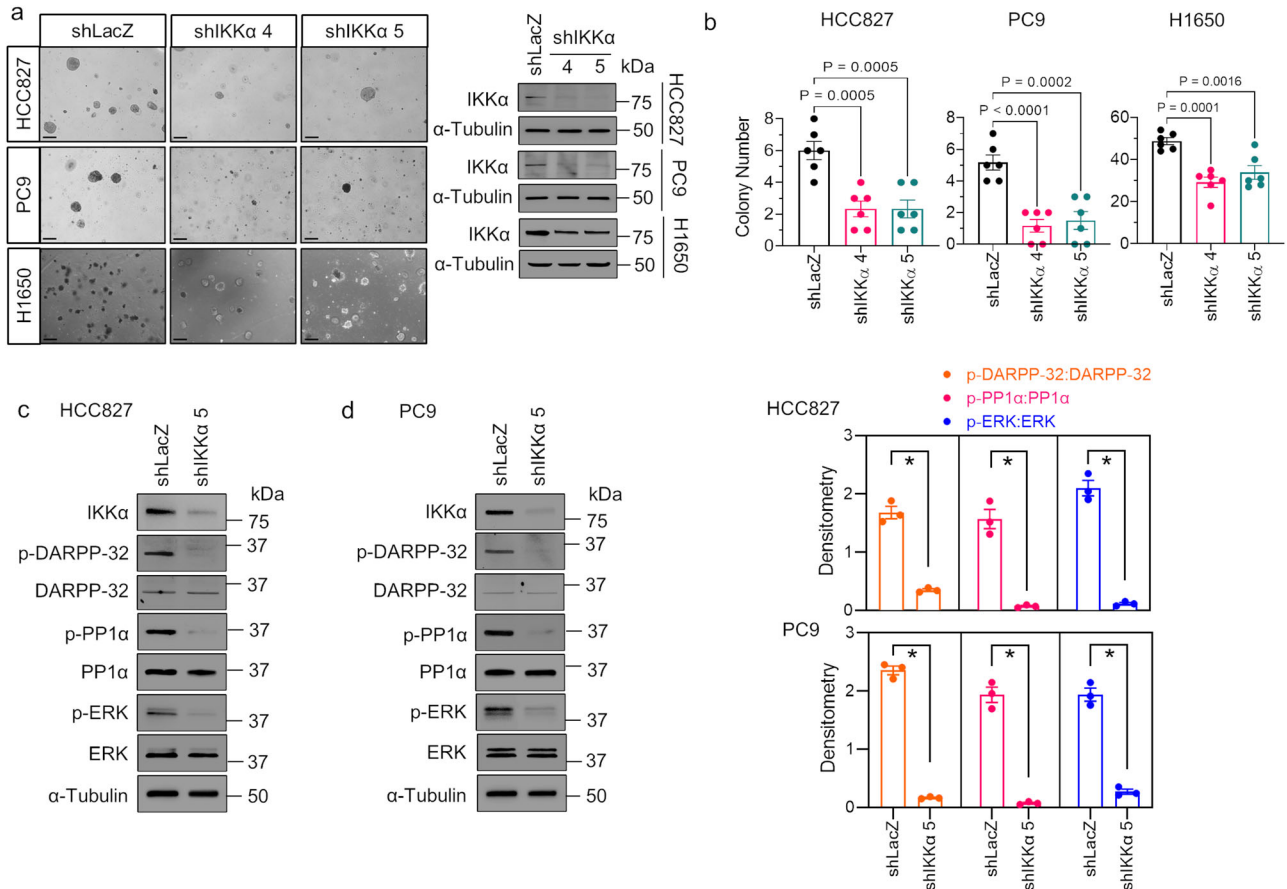 a
shLacZ
shIKKα 4
shIKKα 5
HCC827
PC9
H1650
shLacZ
shIKKα
4 5 kDa
IKKα 75
α-Tubulin 50
HCC827
IKKα 75
α-Tubulin 50
PC9
IKKα 75
α-Tubulin 50
H1650
b
HCC827
PC9
H1650
Colony Number
P = 0.0005
P = 0.0005
8
6
4
2
0
shLacZ
shIKKα 4
shIKKα 5
P = 0.0002
P < 0.0001
8
6
4
2
0
shLacZ
shIKKα 4
shIKKα 5
P = 0.0016
P = 0.0001
60
40
20
0
shLacZ
shIKKα 4
shIKKα 5
c HCC827
shLacZ
shIKKα 5
kDa
IKKα 75
p-DARPP-32 37
DARPP-32 37
p-PP1α 37
PP1α 37
p-ERK 37
ERK 37
α-Tubulin 50
d PC9
shLacZ
shIKKα 5
kDa
IKKα 75
p-DARPP-32 37
DARPP-32 37
p-PP1α 37
PP1α 37
p-ERK 37
ERK 37
α-Tubulin 50
p-DARPP-32:DARPP-32
p-PP1α:PP1α
p-ERK:ERK
HCC827
Densitometry
3
2
1
0
* * *
PC9
Densitometry
3
2
1
0
* * *
shLacZ
shIKKα 5
shLacZ
shIKKα 5
shLacZ
shIKKα 5